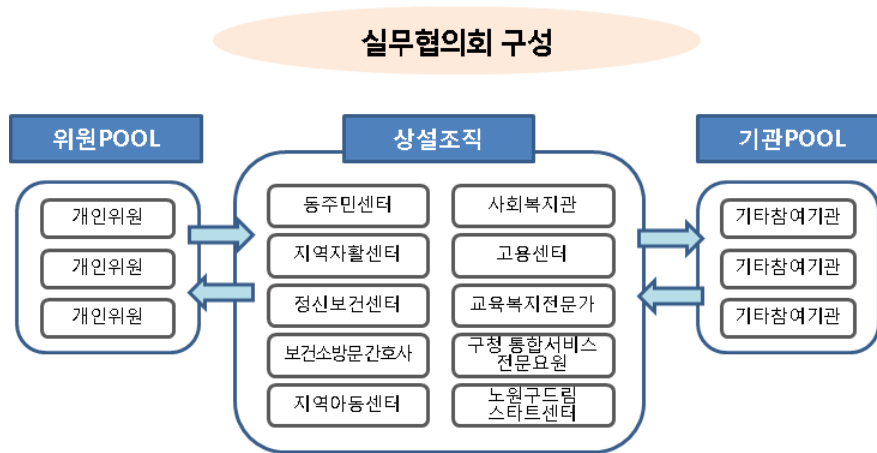 실무협의회 구성
위원POOL
개인위원
개인위원
개인위원
상설조직
동주민센터
사회복지관
지역자활센터
고용센터
정신보건센터
교육복지전문가
보건소방문간호사
구청 통합서비스
전문요원
지역아동센터
노원구드림
스타트센터
기관POOL
기타참여기관
기타참여기관
기타참여기관